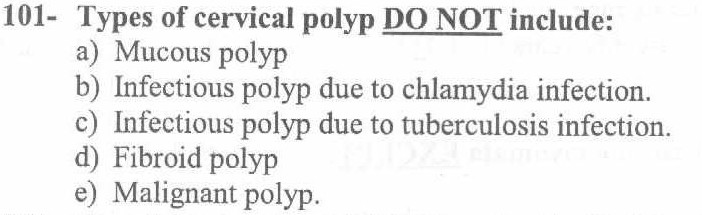 101- Types of cervical polyp DO NOT include:
a) Mucous polyp
b) Infectious polyp due to chlamydia infection.
c) Infectious polyp due to tuberculosis infection.
d) Fibroid polyp
e) Malignant polyp.